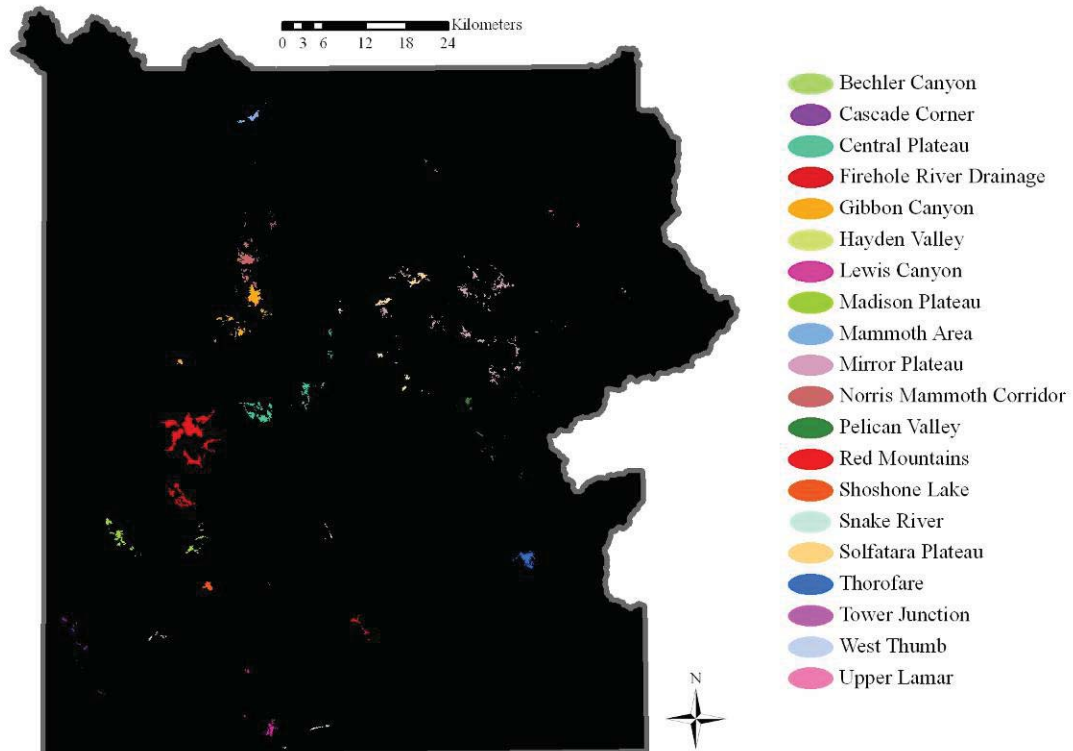 Kilometers
0 3 6 12 18 24
Bechler Canyon
Cascade Corner
Central Plateau
Firehole River Drainage
Gibbon Canyon
Hayden Valley
Lewis Canyon
Madison Plateau
Mammoth Area
Mirror Plateau
Norris Mammoth Corridor
Pelican Valley
Red Mountains
Shoshone Lake
Snake River
Solfatara Plateau
Thorofare
Tower Junction
West Thumb
Upper Lamar
N